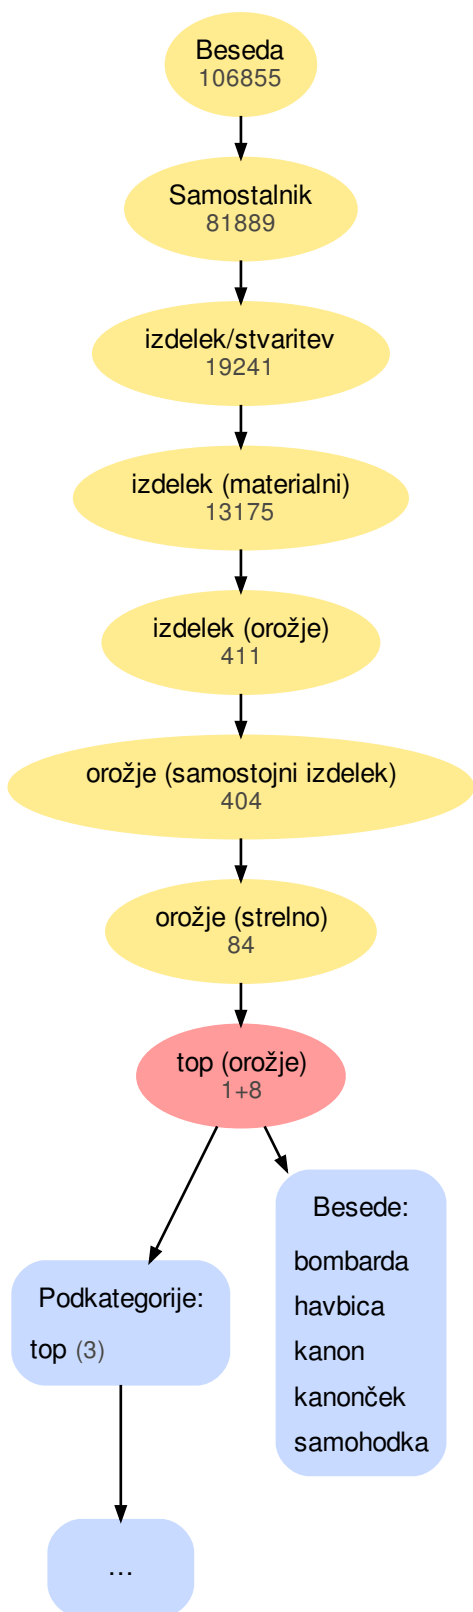 Beseda
106855
Samostalnik
81889
izdelek/stvaritev
19241
izdelek (materialni)
13175
izdelek (orožje)
411
orožje (samostojni izdelek)
404
orožje (strelno)
84
top (orožje)
1+8
Podkategorije:
top (3)
...
Besede:
bombarda
havbica
kanon
kanonček
samohodka